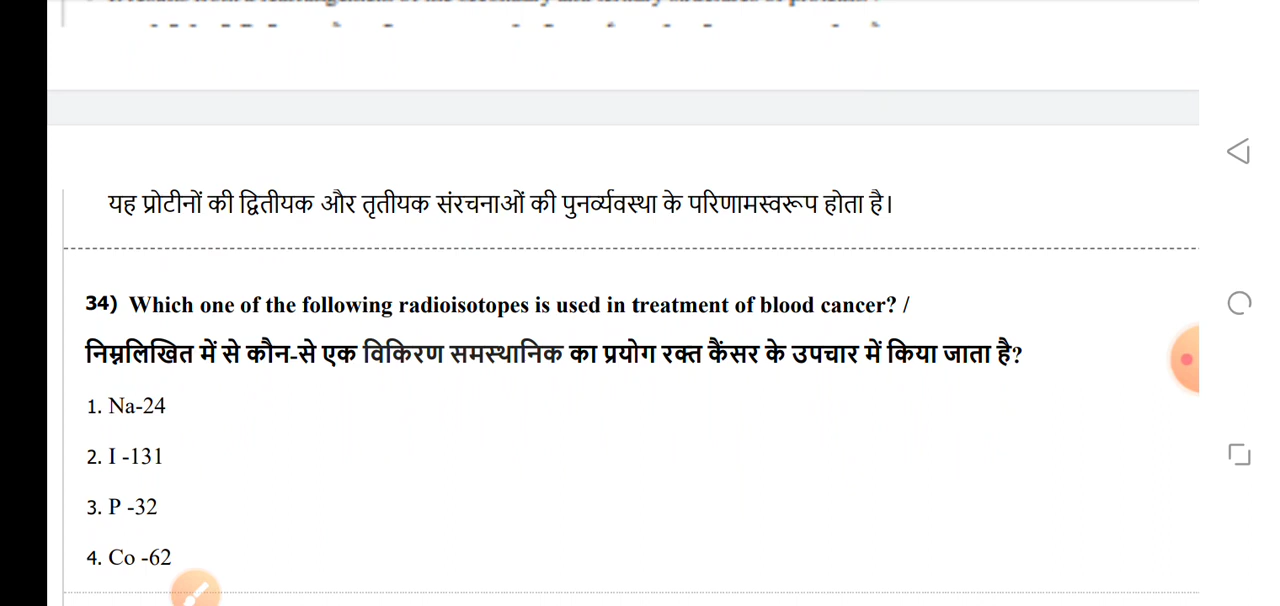 यह प्रोटीनों की द्वितीयक और तृतीयक संरचनाओं की पुनर्व्यवस्था के परिणामस्वरूप होता है।
34) Which one of the following radioisotopes is used in treatment of blood cancer? /
निम्नलिखित में से कौन-से एक विकिरण समस्थानिक का प्रयोग रक्त कैंसर के उपचार में किया जाता है?
1. Na-24
2. I -131
3. P -32
4. Co -62